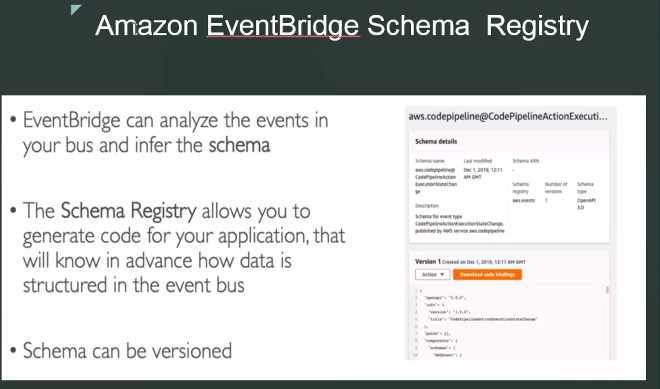 Amazon EventBridge Schema Registry
• EventBridge can analyze the events in
your bus and infer the schema
• The Schema Registry allows you to
generate code for your application, that
will know in advance how data is
structured in the event bus
• Schema can be versioned
aws.codepipeline@CodePipelineActionExecuti...
Schema details
Schema name
aws.codepipeline@
CodePipelineAction
ExecutionStateChan
ge
Last modified
Dec 1, 2019, 12:11
AM GMT
Schema ARN
-
Schema
registry
aws.events
Number of
versions
1
Schema
type
OpenAPI
3.0
Description
Schema for event type
CodePipelineActionExecutionStateChange,
published by AWS service aws.codepipeline
Version 1 Created on Dec 1, 2019, 12:11 AM GMT
Action ▼
Download code bindings
1 {
"openapi": "3.0.0",
"info": {
"version": "1.0.0",
"title": "CodePipelineActionExecutionStateChange"
},
"paths": {},
"components": {
"schemas": {
"AWSEvent": {